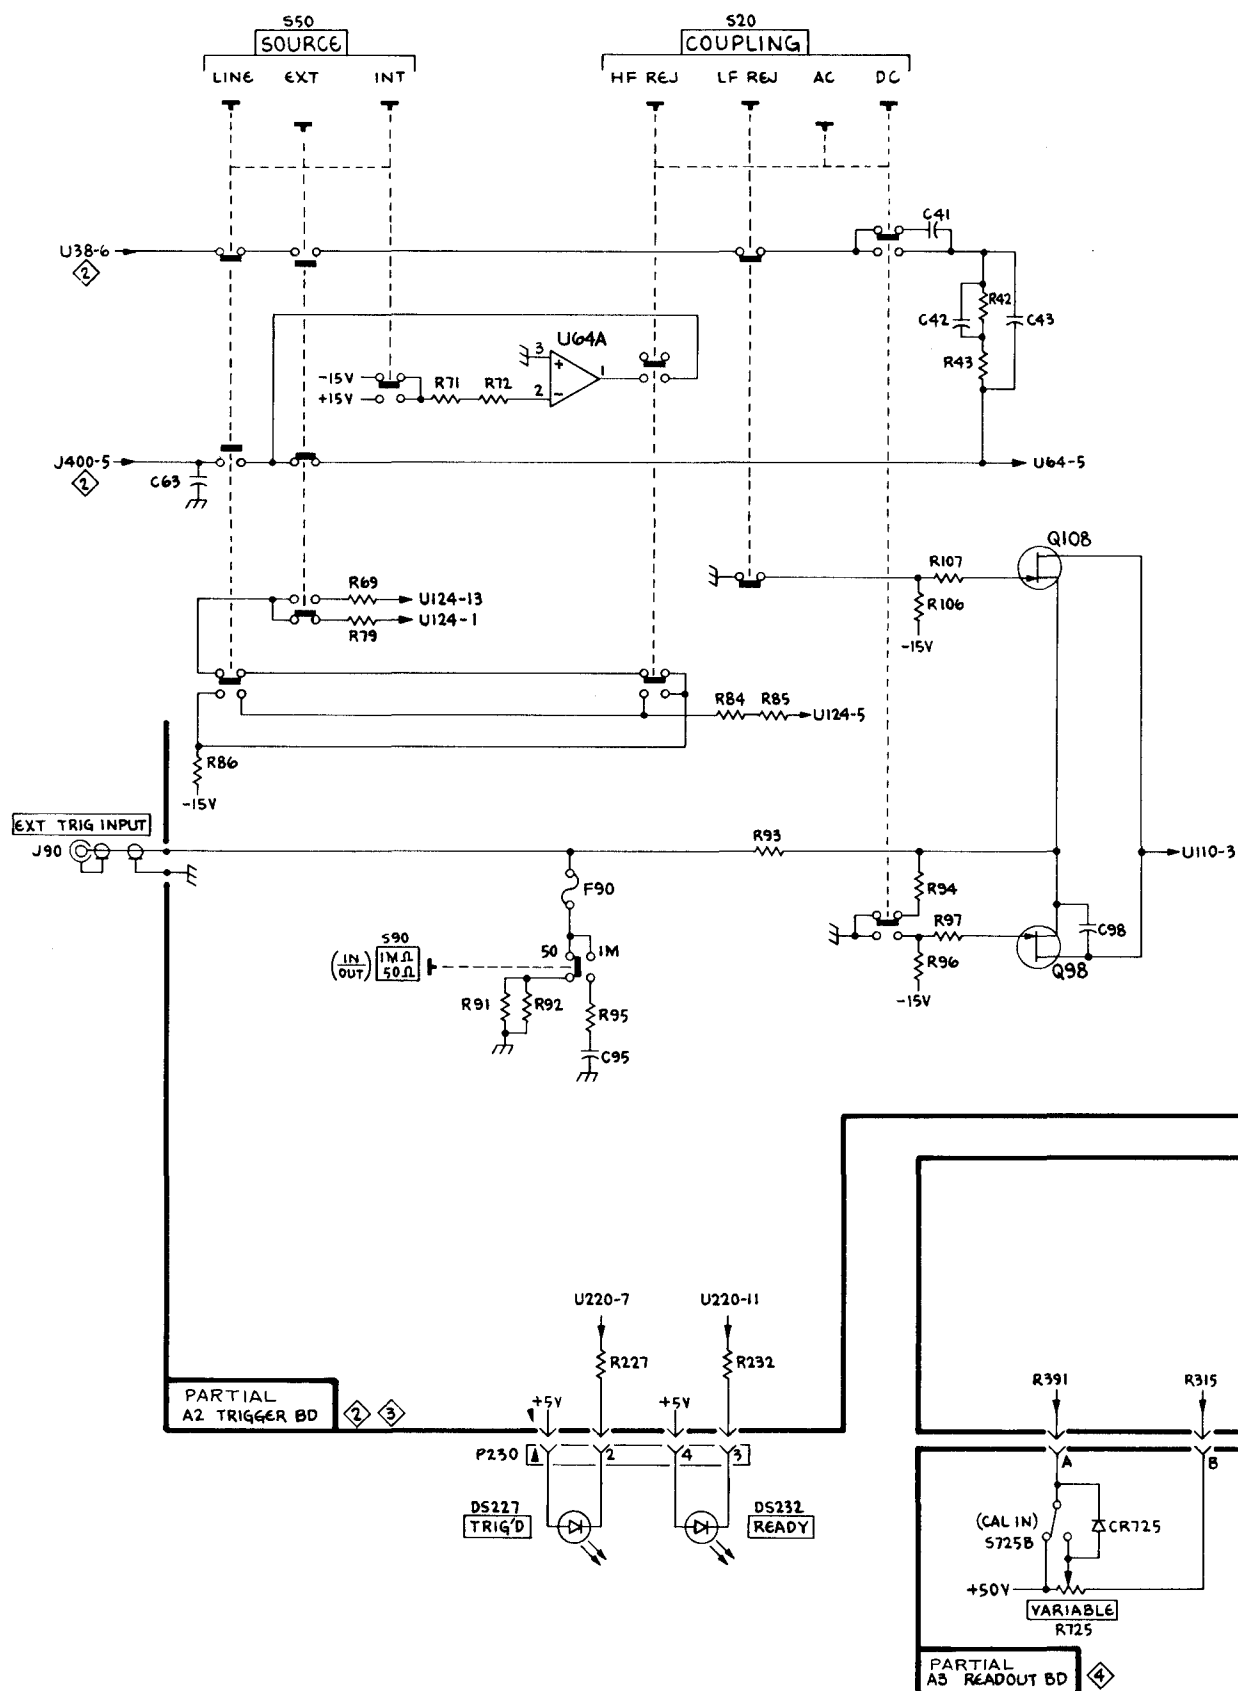 S50
SOURCE
LINE EXT INT
S20
COUPLING
HF REJ LF REJ AC DC
U38-6
2
C41
R42
C42
C43
R43
U64A
3
+
1
2
−
-15V
+15V
R71
R72
J400-5
2
C63
U64-5
Q108
R107
R106
-15V
R69
U124-13
U124-1
R79
R84
R85
U124-5
R86
-15V
EXT TRIG INPUT
J90
R93
U110-3
F90
R94
R97
C98
R96
Q98
-15V
S90
(IN/OUT)
1MΩ
50Ω
50
1M
R91
R92
R95
C95
U220-7
U220-11
R227
R232
+5V
+5V
PARTIAL
A2 TRIGGER BD
2
3
P230
2
4
3
DS227
TRIG'D
DS232
READY
R391
R315
A
B
(CAL IN)
S725B
CR725
+50V
VARIABLE
R725
PARTIAL
A3 READOUT BD
4